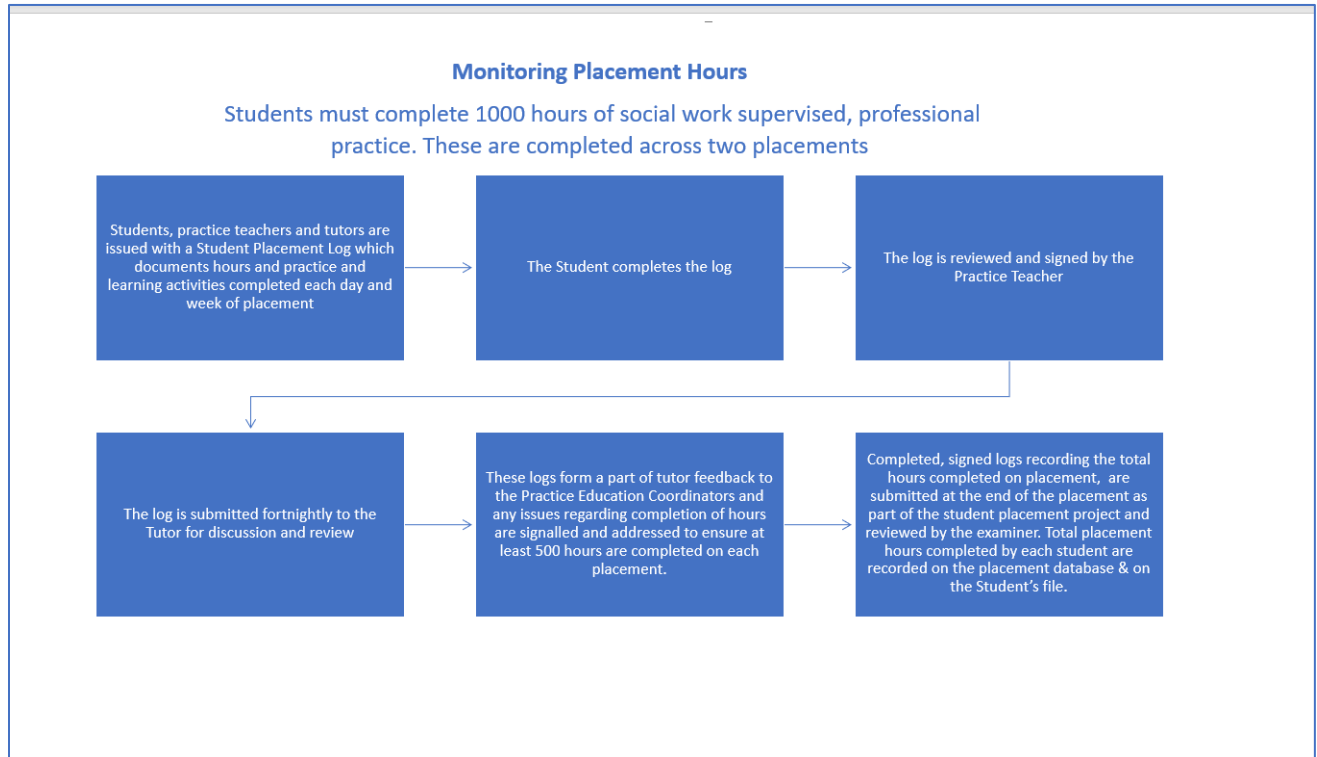 Monitoring Placement Hours
Students must complete 1000 hours of social work supervised, professional
practice. These are completed across two placements
Students, practice teachers and tutors are
issued with a Student Placement Log which
documents hours and practice and
learning activities completed each day and
week of placement
The Student completes the log
The log is reviewed and signed by the
Practice Teacher
The log is submitted fortnightly to the
Tutor for discussion and review
These logs form a part of tutor feedback to
the Practice Education Coordinators and
any issues regarding completion of hours
are signalled and addressed to ensure at
least 500 hours are completed on each
placement.
Completed, signed logs recording the total
hours completed on placement,  are
submitted at the end of the placement as
part of the student placement project and
reviewed by the examiner. Total placement
hours completed by each student are
recorded on the placement database & on
the Student’s file.